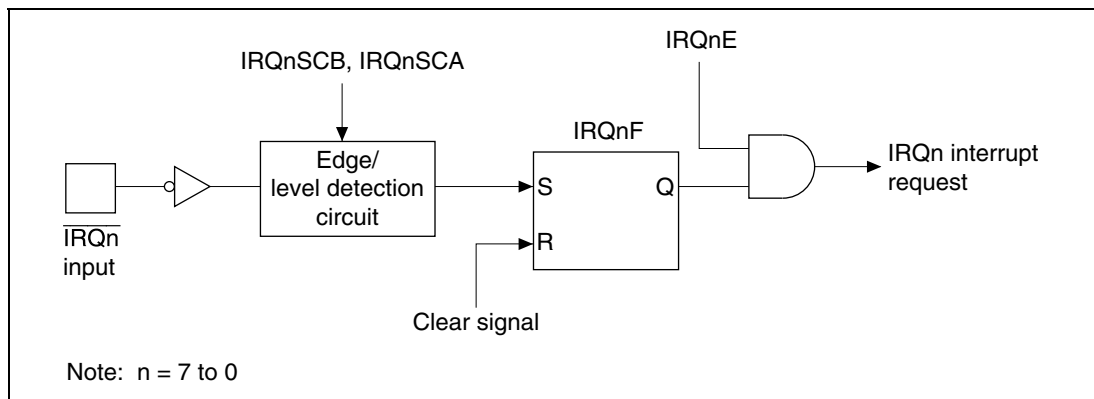 IRQnE
IRQnSCB, IRQnSCA
IRQnF
Edge/
level detection
circuit
S
Q
R
IRQn interrupt
request
IRQn
input
Clear signal
Note: n = 7 to 0